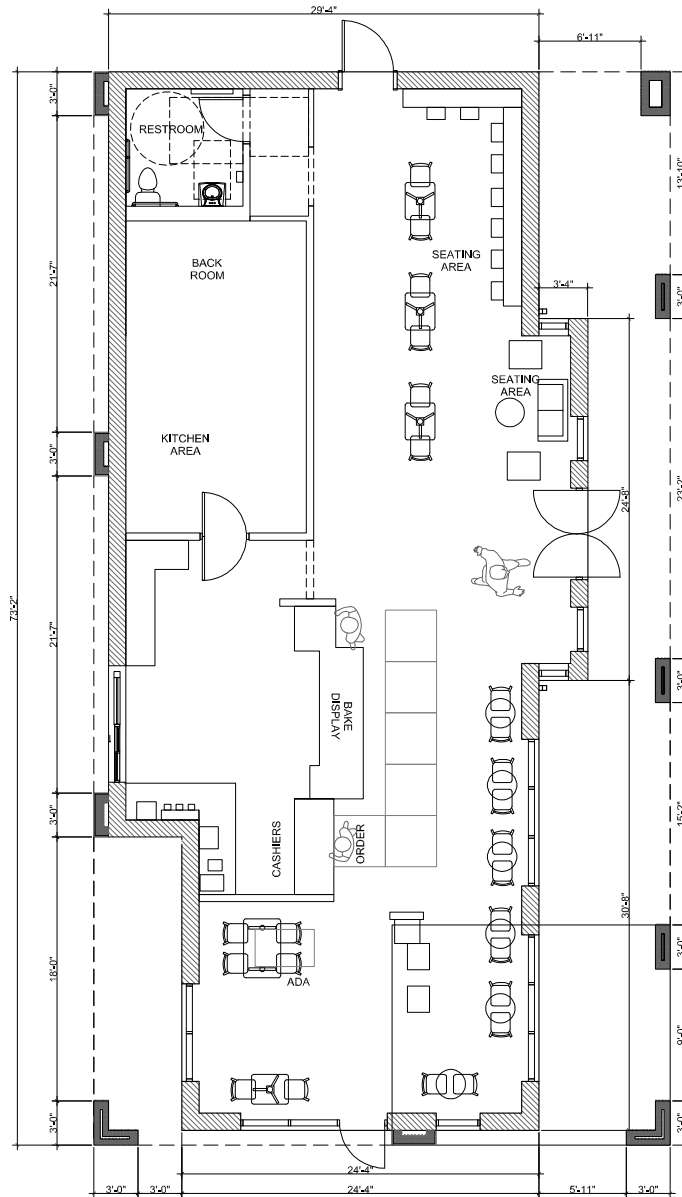 29'-4"
6'-11"
3'-0"
RESTROOM
13'-10"
SEATING
AREA
BACK
ROOM
21'-7"
3'-4"
3'-0"
SEATING
AREA
KITCHEN
AREA
3'-0"
24'-8"
23'-2"
73'-2"
21'-7"
BAKE
DISPLAY
3'-0"
15'-2"
3'-0"
CASHIERS
ORDER
30'-8"
3'-0"
18'-0"
ADA
9'-0"
3'-0"
3'-0"
24'-4"
3'-0"
3'-0"
24'-4"
5'-11"
3'-0"